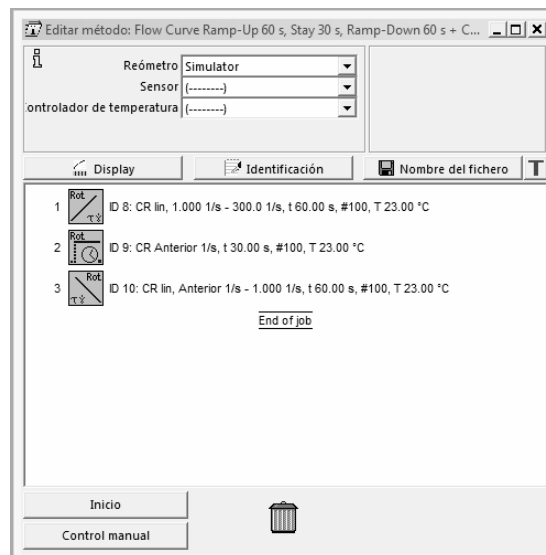 Editar método: Flow Curve Ramp-Up 60 s, Stay 30 s, Ramp-Down 60 s + C...
Reómetro Simulator
Sensor (--------)
ontrolador de temperatura (--------)
Display Identificación Nombre del fichero T
1 Rot τ ẏ ID 8: CR lin, 1.000 1/s - 300.0 1/s, t 60.00 s, #100, T 23.00 °C
2 Rot ID 9: CR Anterior 1/s, t 30.00 s, #100, T 23.00 °C
3 Rot τ ẏ ID 10: CR lin, Anterior 1/s - 1.000 1/s, t 60.00 s, #100, T 23.00 °C
End of job
Inicio
Control manual